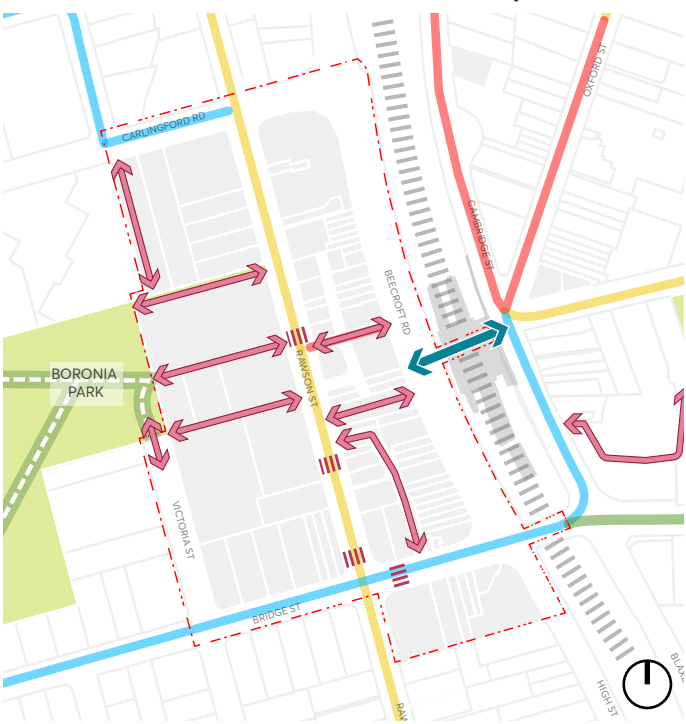 OXFORD ST
CARLINGFORD RD
CAMBRIDGE ST
BEECROFT RD
RAWSON ST
BORONIA
PARK
VICTORIA ST
BRIDGE ST
HIGH ST